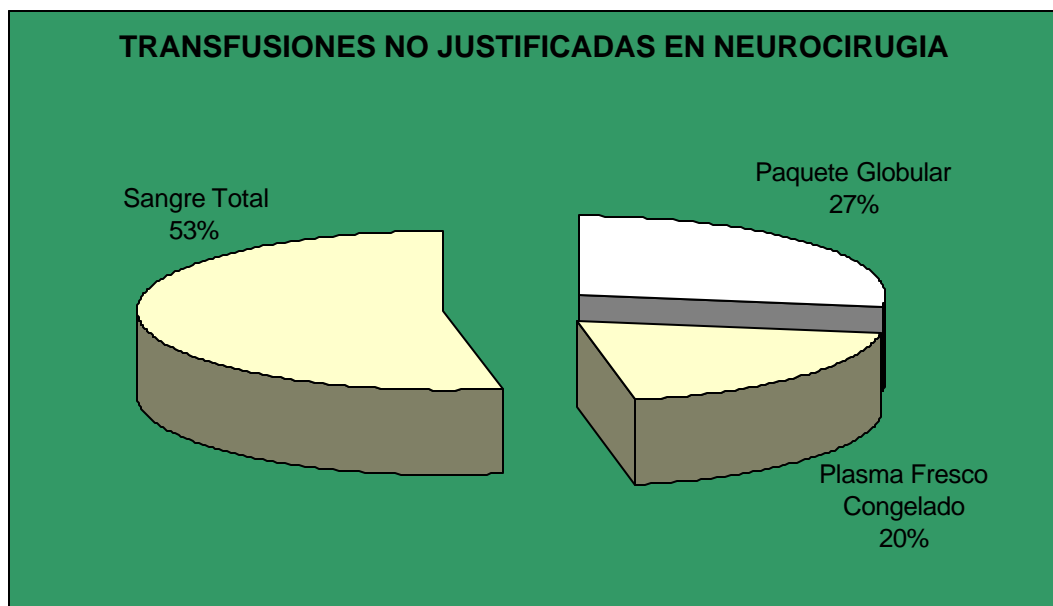 TRANSFUSIONES NO JUSTIFICADAS EN NEUROCIRUGIA
Sangre Total
53%
Paquete Globular
27%
Plasma Fresco
Congelado
20%